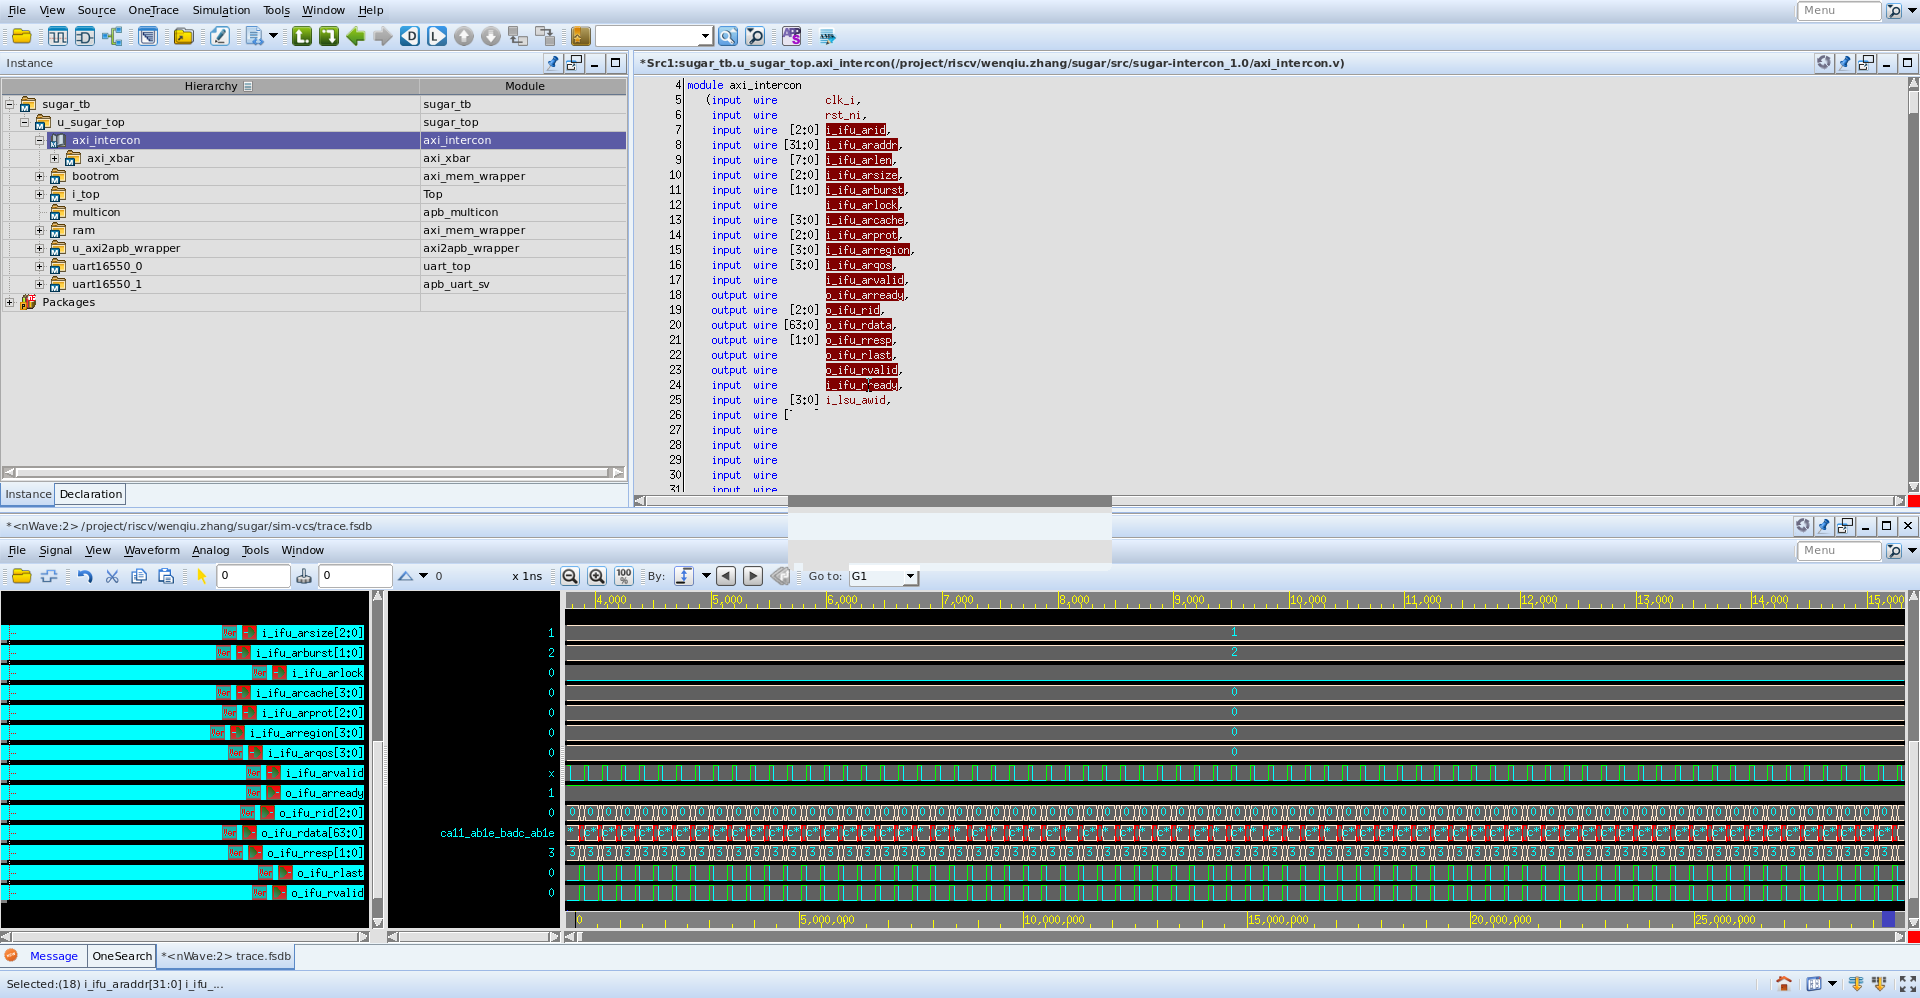 File View Source OneTrace Simulation Tools Window Help
Menu
Instance
*Src1:sugar_tb.u_sugar_top.axi_intercon(/project/riscv/wenqiu.zhang/sugar/src/sugar-intercon_1.0/axi_intercon.v)
Hierarchy Module
sugar_tb sugar_tb
u_sugar_top sugar_top
axi_intercon axi_intercon
axi_xbar axi_xbar
bootrom axi_mem_wrapper
i_top Top
multicon apb_multicon
ram axi_mem_wrapper
u_axi2apb_wrapper axi2apb_wrapper
uart16550_0 uart_top
uart16550_1 apb_uart_sv
Packages
Instance Declaration
4 module axi_intercon
5 (input wire clk_i,
6 input wire rst_ni,
7 input wire [2:0] i_ifu_arid,
8 input wire [31:0] i_ifu_araddr,
9 input wire [7:0] i_ifu_arlen,
10 input wire [2:0] i_ifu_arsize,
11 input wire [1:0] i_ifu_arburst,
12 input wire i_ifu_arlock,
13 input wire [3:0] i_ifu_arcache,
14 input wire [2:0] i_ifu_arprot,
15 input wire [3:0] i_ifu_arregion,
16 input wire [3:0] i_ifu_arqos,
17 input wire i_ifu_arvalid,
18 output wire o_ifu_arready,
19 output wire [2:0] o_ifu_rid,
20 output wire [63:0] o_ifu_rdata,
21 output wire [1:0] o_ifu_rresp,
22 output wire o_ifu_rlast,
23 output wire o_ifu_rvalid,
24 input wire i_ifu_rready,
25 input wire [3:0] i_lsu_awid,
26 input wire [
27 input wire
28 input wire
29 input wire
30 input wire
31 input wire
*<nWave:2> /project/riscv/wenqiu.zhang/sugar/sim-vcs/trace.fsdb
File Signal View Waveform Analog Tools Window
Menu
0 0 0 x 1ns 100% By: Go to: G1
4,000 5,000 6,000 7,000 8,000 9,000 10,000 11,000 12,000 13,000 14,000 15,000
i_ifu_arsize[2:0] 1 1
i_ifu_arburst[1:0] 2 2
i_ifu_arlock 0
i_ifu_arcache[3:0] 0 0
i_ifu_arprot[2:0] 0 0
i_ifu_arregion[3:0] 0 0
i_ifu_arqos[3:0] 0 0
i_ifu_arvalid x
o_ifu_arready 1
o_ifu_rid[2:0] 0
o_ifu_rdata[63:0] ca11_ab1e_badc_ab1e
o_ifu_rresp[1:0] 3
o_ifu_rlast 0
o_ifu_rvalid 0
0 5,000,000 10,000,000 15,000,000 20,000,000 25,000,000
Message OneSearch *<nWave:2> trace.fsdb
Selected:(18) i_ifu_araddr[31:0] i_ifu_...